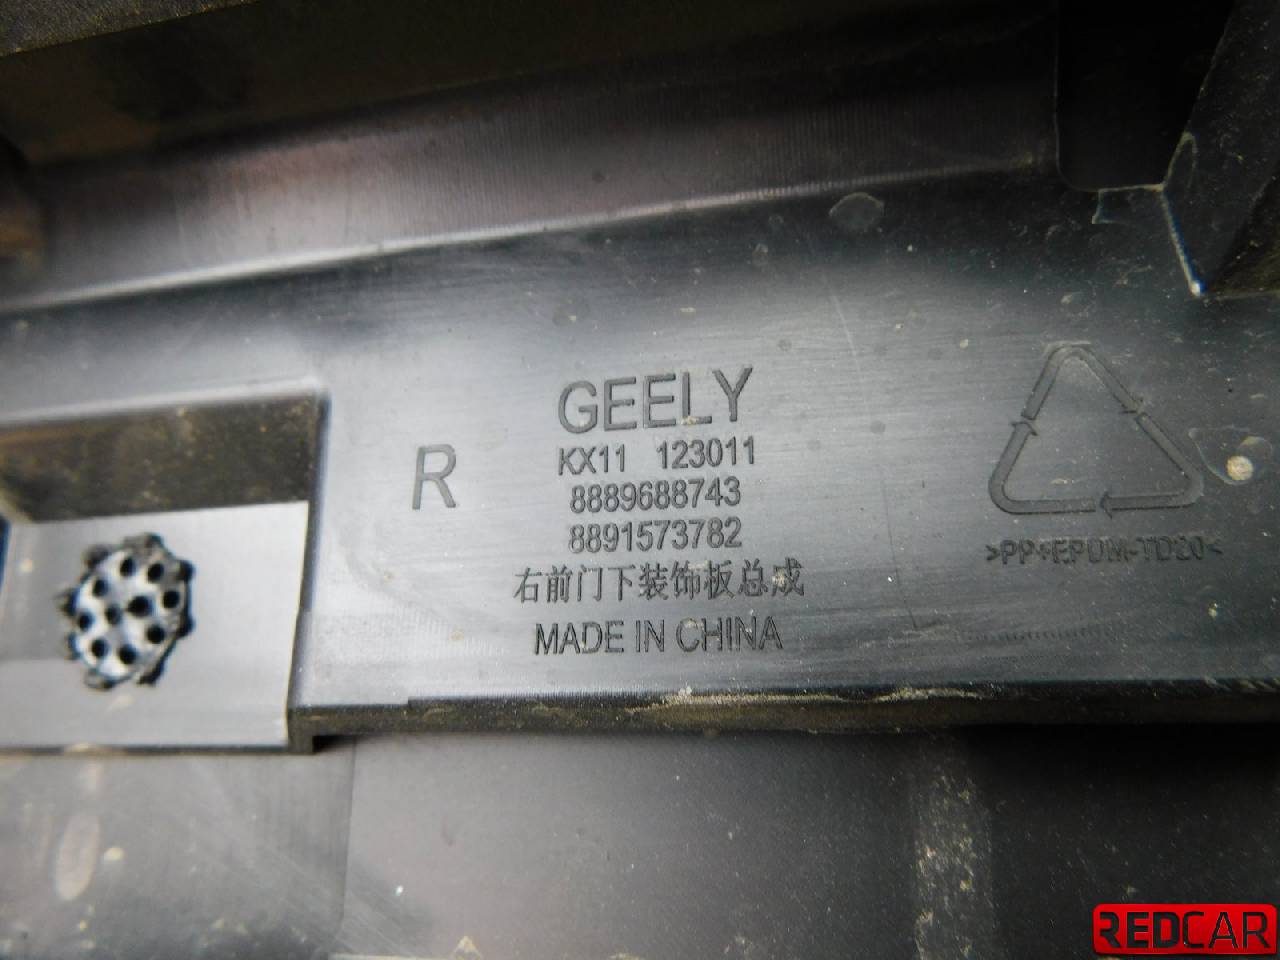 GEELY
R
KX11 123011
8889688743
8891573782
右前门下装饰板总成
MADE IN CHINA
>PP+EPDM-TD20<
REDCAR